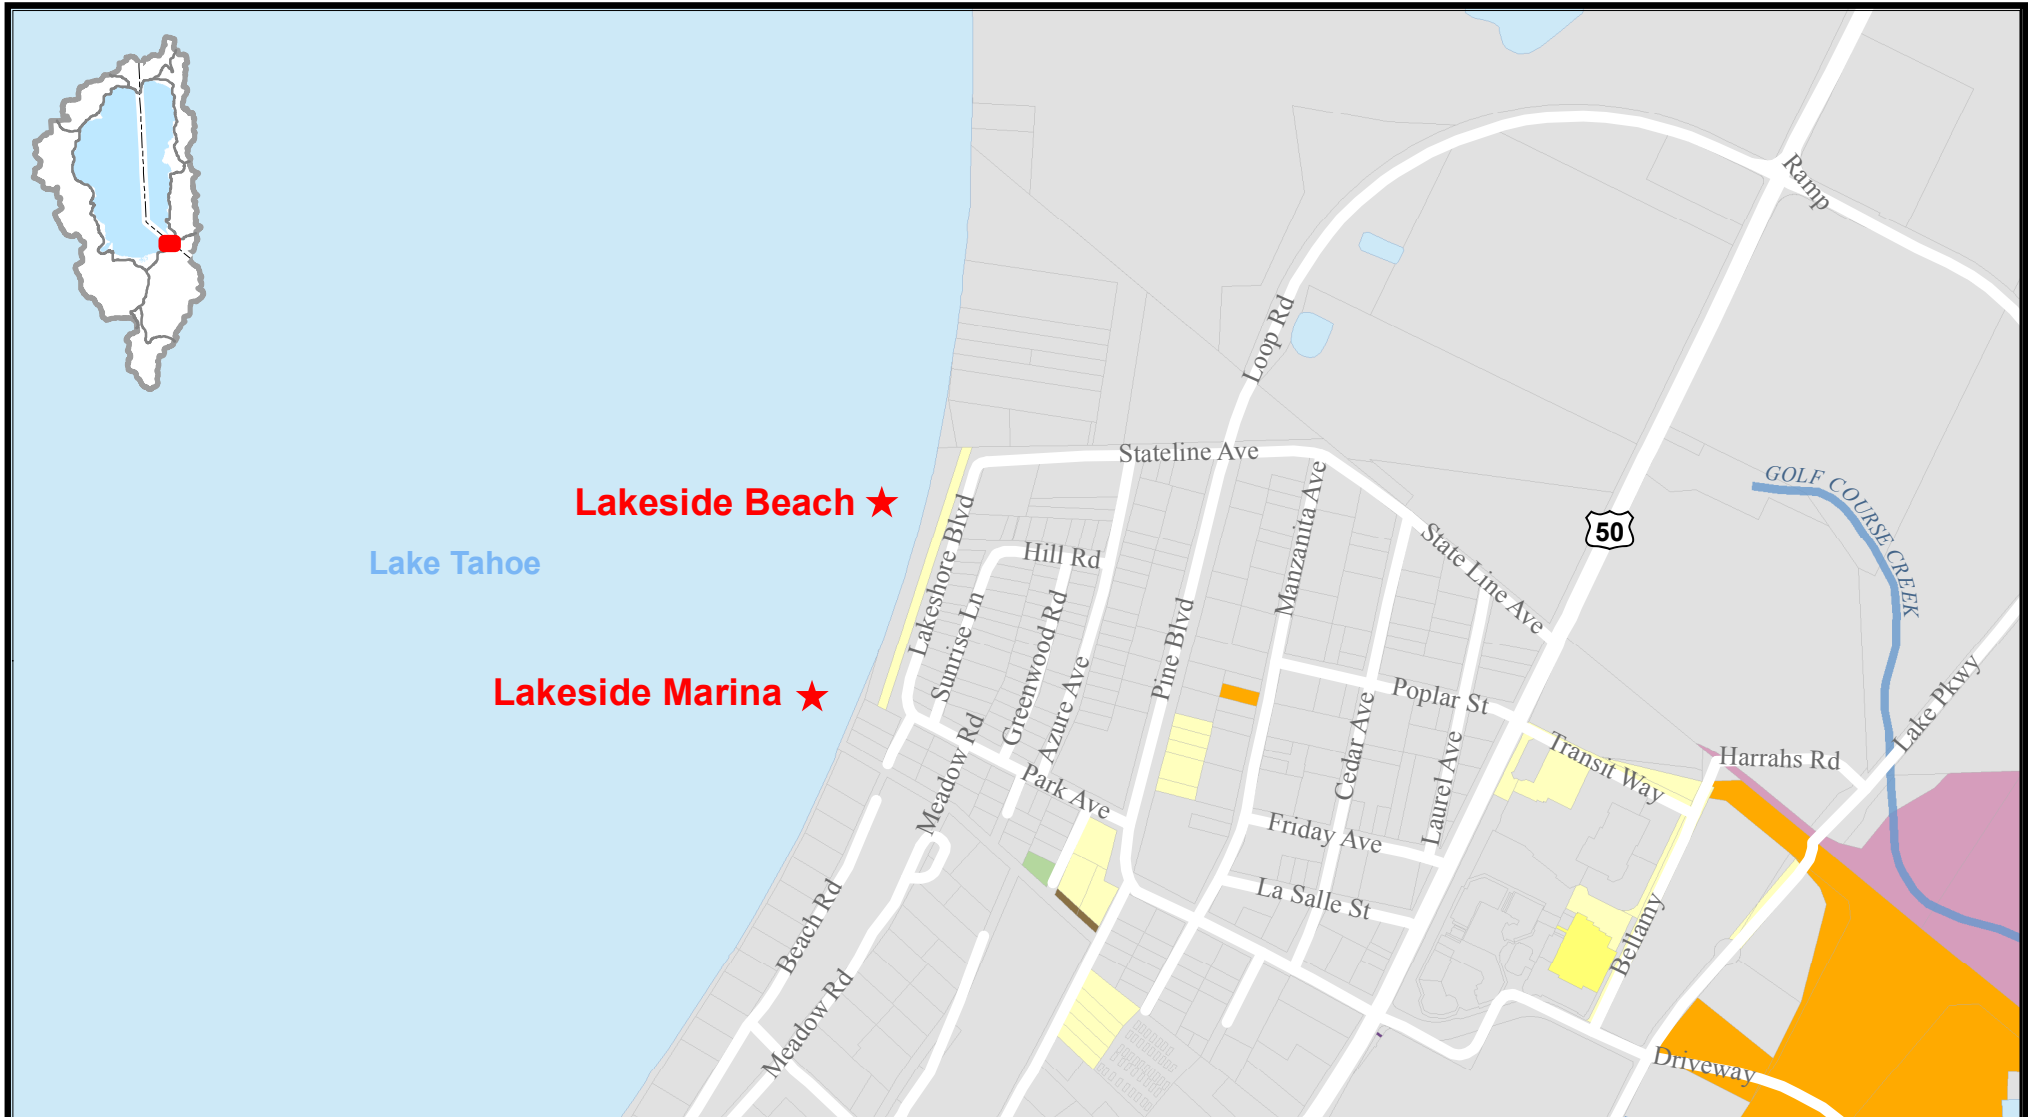 Ramp
Loop Rd
Stateline Ave
GOLF COURSE CREEK
Lakeside Beach
Lake Tahoe
Lakeshore Blvd
Hill Rd
Manzanita Ave
State Line Ave
50
Sunrise Ln
Greenwood Rd
Azure Ave
Pine Blvd
Lakeside Marina
Poplar St
Lake Pkwy
Meadow Rd
Cedar Ave
Laurel Ave
Transit Way
Harrahs Rd
Park Ave
Friday Ave
La Salle St
Beach Rd
Bellamy
Meadow Rd
Driveway